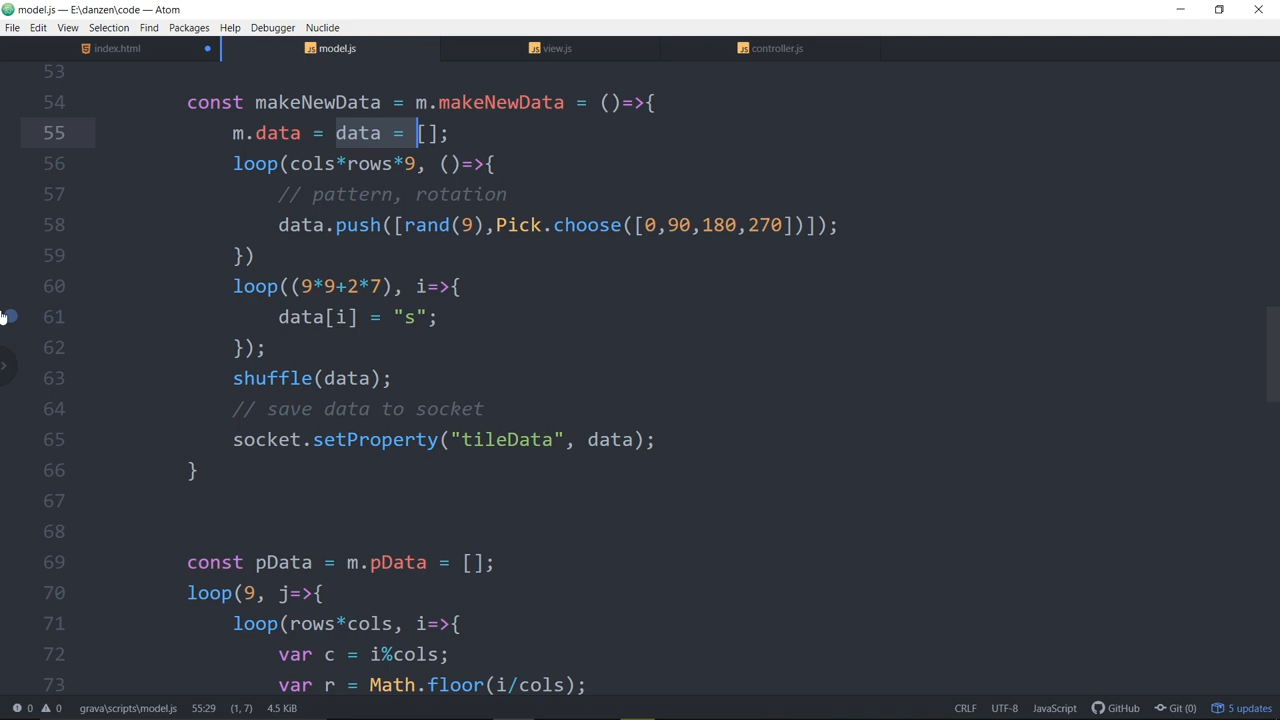 model.js — E:\danzen\code — Atom
File Edit View Selection Find Packages Help Debugger Nuclide
index.html model.js view.js controller.js
53
54 const makeNewData = m.makeNewData = ()=>{
55 m.data = data = [];
56 loop(cols*rows*9, ()=>{
57 // pattern, rotation
58 data.push([rand(9),Pick.choose([0,90,180,270])]);
59 })
60 loop((9*9+2*7), i=>{
61 data[i] = "s";
62 });
63 shuffle(data);
64 // save data to socket
65 socket.setProperty("tileData", data);
66 }
67
68
69 const pData = m.pData = [];
70 loop(9, j=>{
71 loop(rows*cols, i=>{
72 var c = i%cols;
73 var r = Math.floor(i/cols);
0 0 grava\scripts\model.js 55:29 (1, 7) 4.5 KiB CRLF UTF-8 JavaScript GitHub Git (0) 5 updates